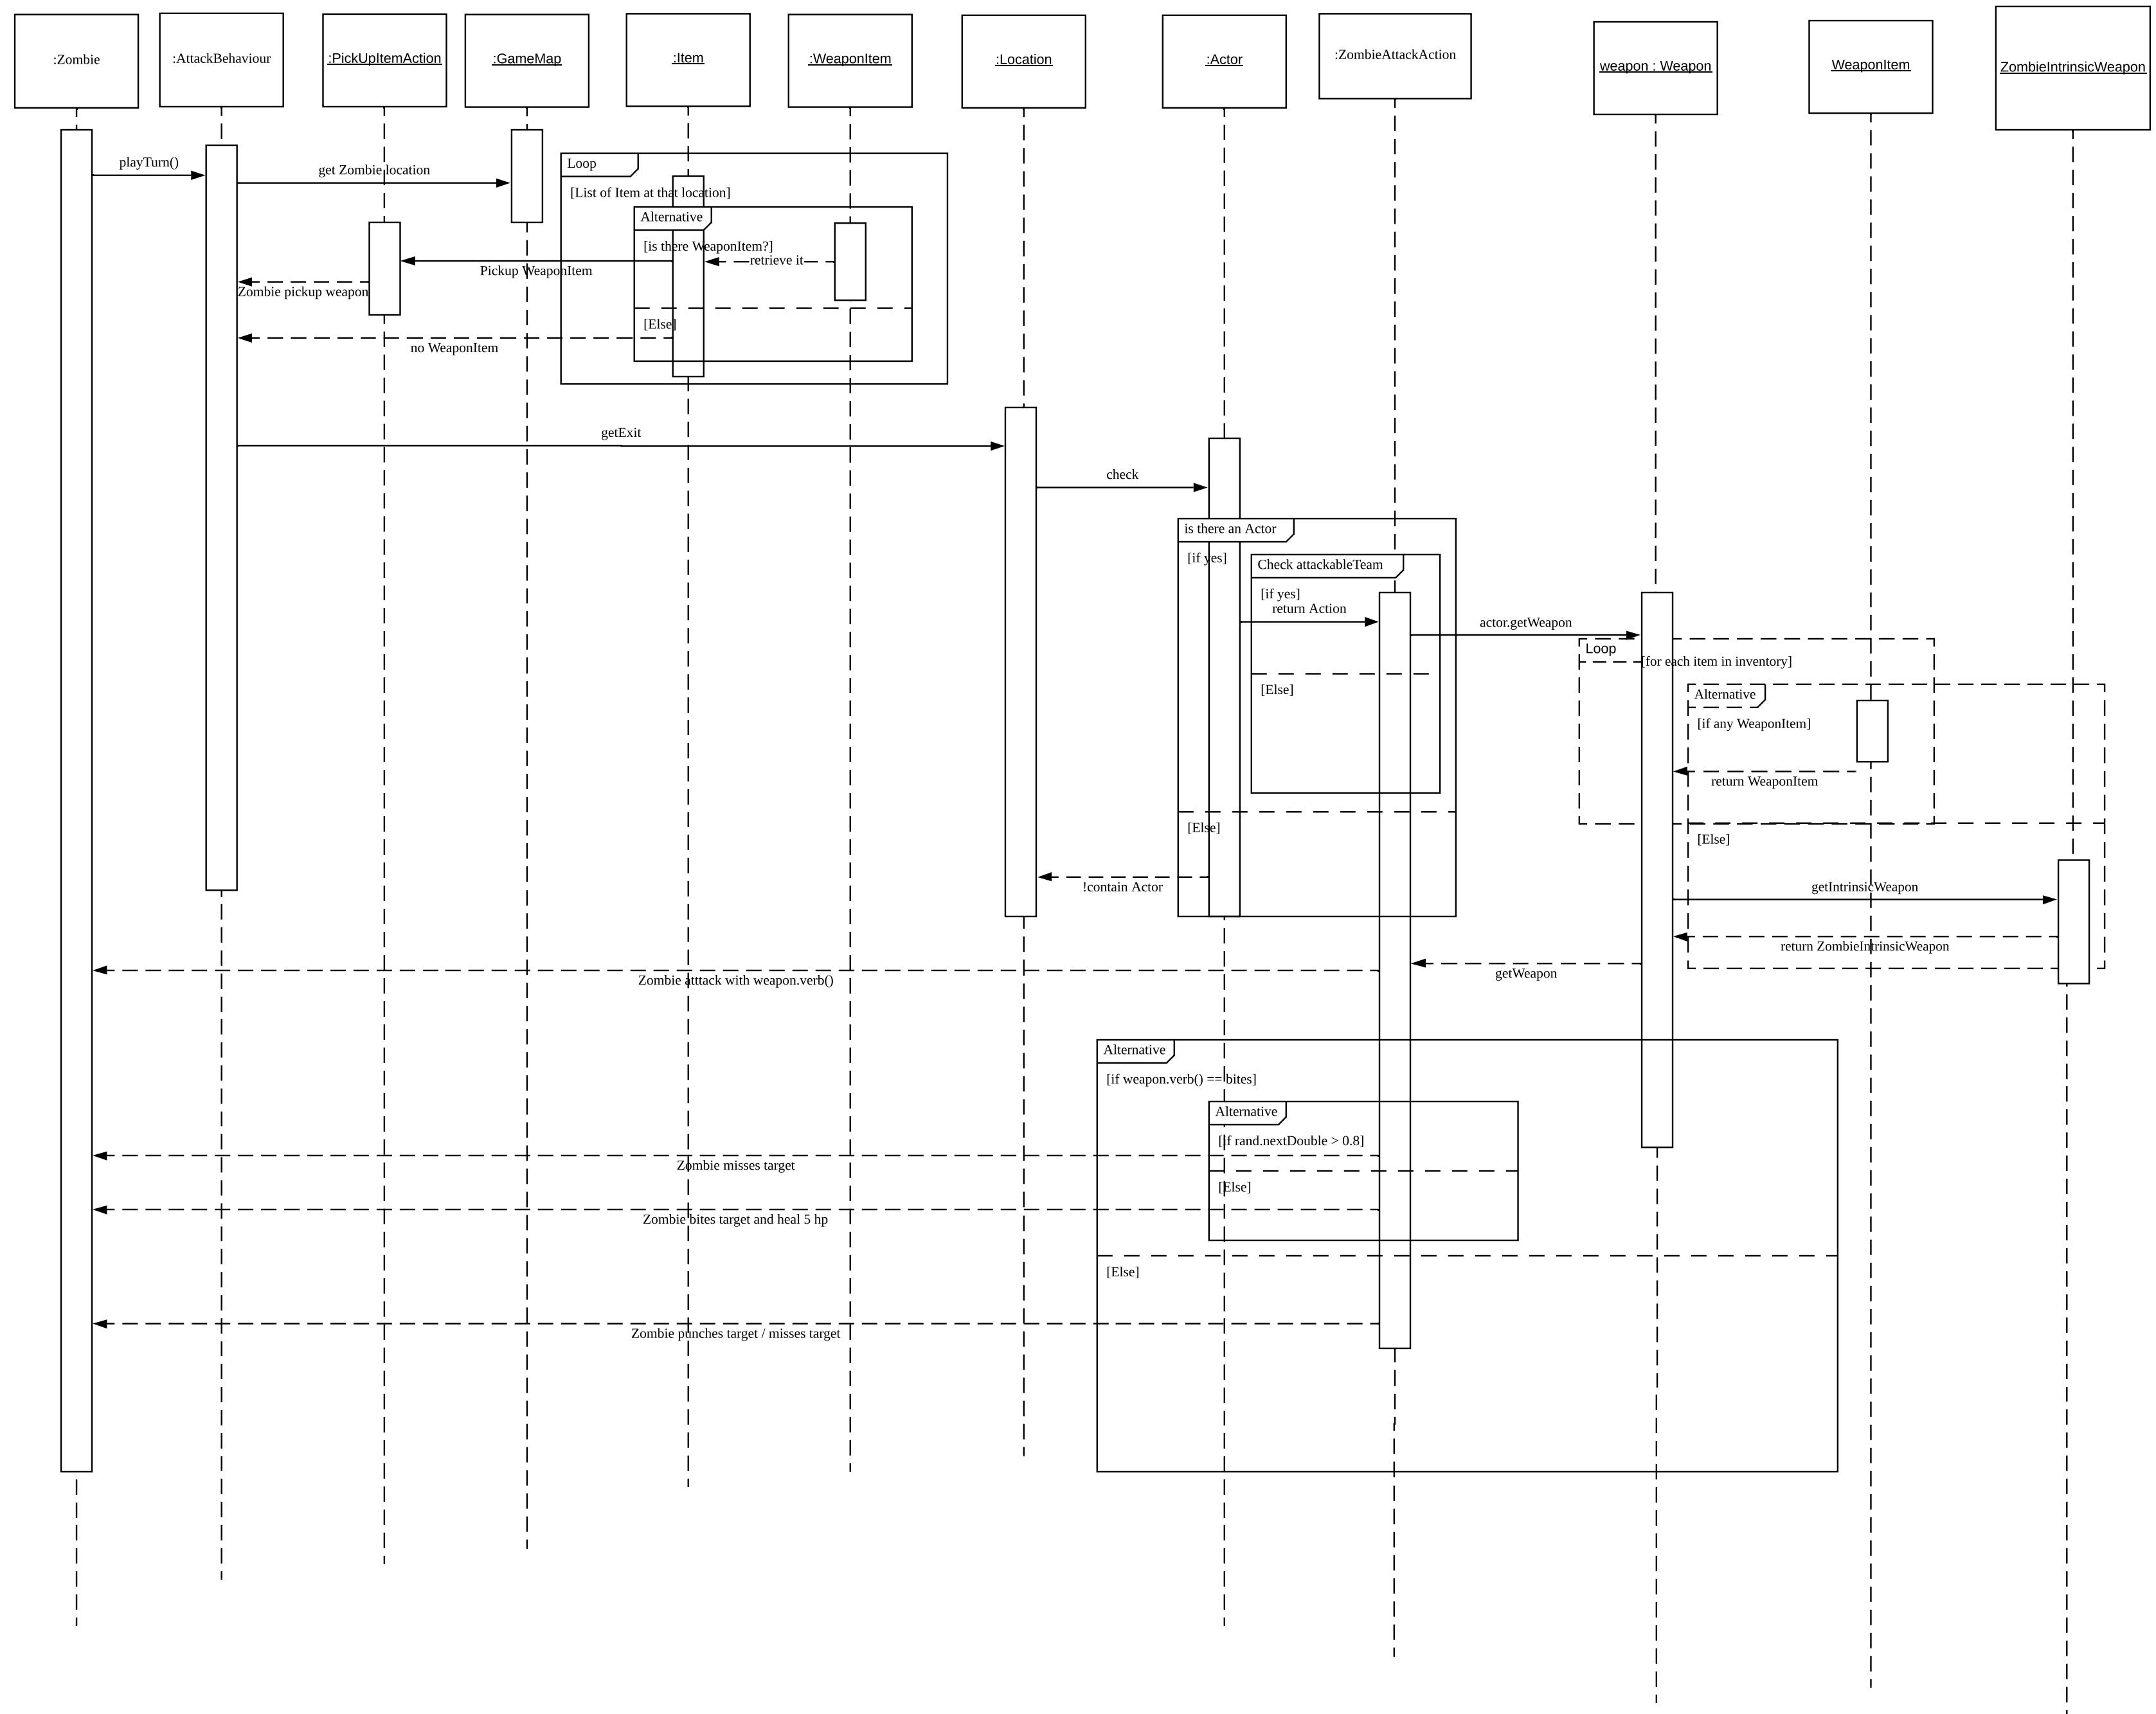 :Zombie
:AttackBehaviour
:PickUpItemAction
:GameMap
:Item
:WeaponItem
:Location
:Actor
:ZombieAttackAction
weapon : Weapon
WeaponItem
ZombieIntrinsicWeapon
playTurn()
get Zombie location
Loop
[List of Item at that location]
Alternative
[is there WeaponItem?]
retrieve it
Pickup WeaponItem
Zombie pickup weapon
[Else]
no WeaponItem
getExit
check
is there an Actor
[if yes]
Check attackableTeam
[if yes]
return Action
actor.getWeapon
Loop
[for each item in inventory]
[Else]
Alternative
[if any WeaponItem]
return WeaponItem
[Else]
[Else]
!contain Actor
getIntrinsicWeapon
return ZombieIntrinsicWeapon
getWeapon
Zombie atttack with weapon.verb()
Alternative
[if weapon.verb() == bites]
Alternative
[If rand.nextDouble > 0.8]
Zombie misses target
[Else]
Zombie bites target and heal 5 hp
[Else]
Zombie punches target / misses target